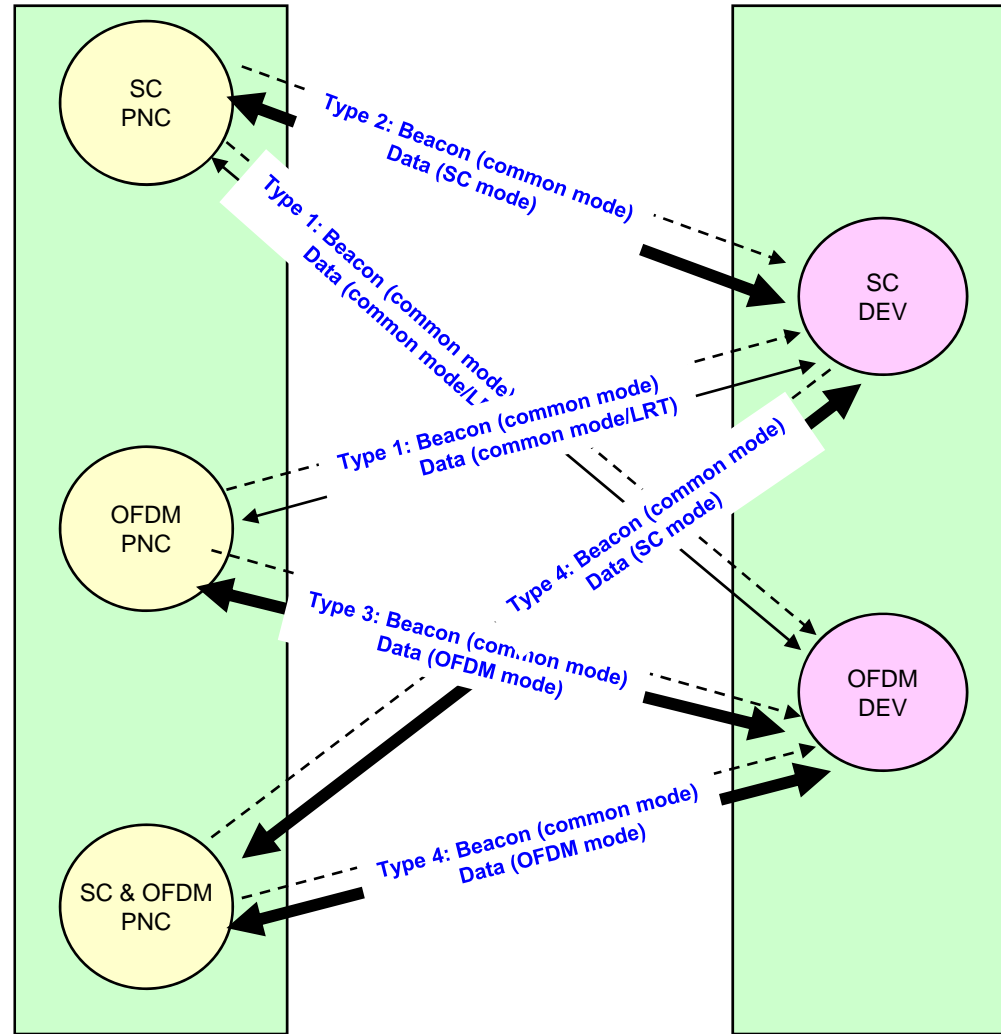 SC
PNC
Type 2: Beacon (common mode)
Data (SC mode)
Type 1: Beacon (common mode)
Data (common mode/L
SC
DEV
Type 1: Beacon (common mode)
Data (common mode/LRT)
OFDM
PNC
Type 4: Beacon (common mode)
Data (SC mode)
Type 3: Beacon (common mode)
Data (OFDM mode)
OFDM
DEV
Type 4: Beacon (common mode)
Data (OFDM mode)
SC & OFDM
PNC